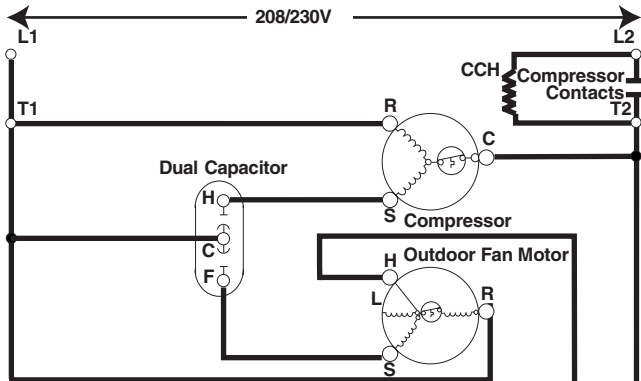 208/230V
L1
L2
CCH
Compressor
Contacts
T1
T2
R
C
Dual Capacitor
H
S
Compressor
C
H
Outdoor Fan Motor
F
L
R
S